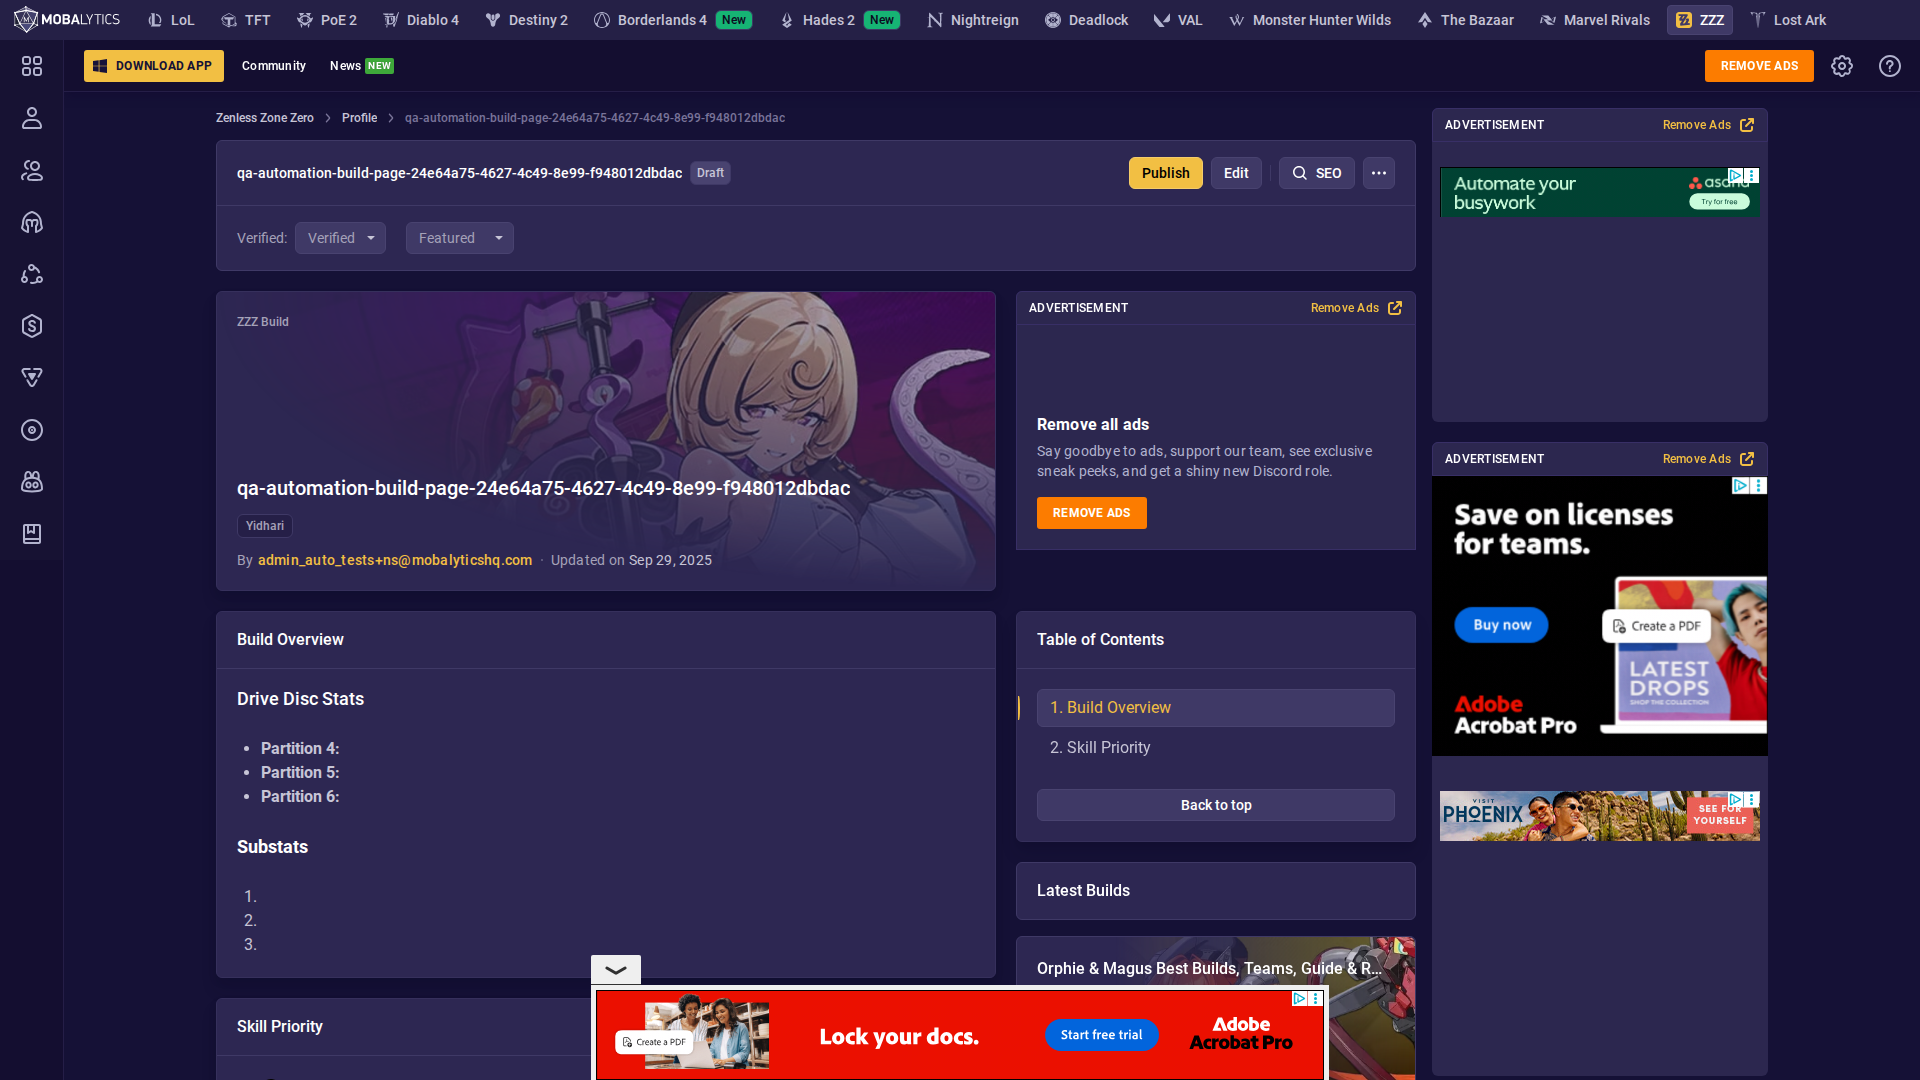 MOBALYTICS
LoL
TFT
PoE 2
Diablo 4
Destiny 2
Borderlands 4 New
Hades 2 New
Nightreign
Deadlock
VAL
Monster Hunter Wilds
The Bazaar
Marvel Rivals
ZZZ
Lost Ark
DOWNLOAD APP
Community
News NEW
REMOVE ADS
Zenless Zone Zero > Profile > qa-automation-build-page-24e64a75-4627-4c49-8e99-f948012dbdac
qa-automation-build-page-24e64a75-4627-4c49-8e99-f948012dbdac Draft
Publish
Edit
SEO
Verified: Verified
Featured
ZZZ Build
qa-automation-build-page-24e64a75-4627-4c49-8e99-f948012dbdac
Yidhari
By admin_auto_tests+ns@mobalyticshq.com · Updated on Sep 29, 2025
ADVERTISEMENT
Remove Ads
Remove all ads
Say goodbye to ads, support our team, see exclusive
sneak peeks, and get a shiny new Discord role.
REMOVE ADS
Build Overview
Drive Disc Stats
• Partition 4:
• Partition 5:
• Partition 6:
Substats
1.
2.
3.
Skill Priority
Table of Contents
1. Build Overview
2. Skill Priority
Back to top
Latest Builds
Orphie & Magus Best Builds, Teams, Guide & R...
ADVERTISEMENT
Remove Ads
Automate your
busywork
asana
Try for free
ADVERTISEMENT
Remove Ads
Save on licenses
for teams.
Buy now
Create a PDF
LATEST
DROPS
SHOP THE COLLECTION
Adobe
Acrobat Pro
VISIT
PHOENIX
SEE FOR
YOURSELF
Create a PDF
Lock your docs.
Start free trial
Adobe
Acrobat Pro